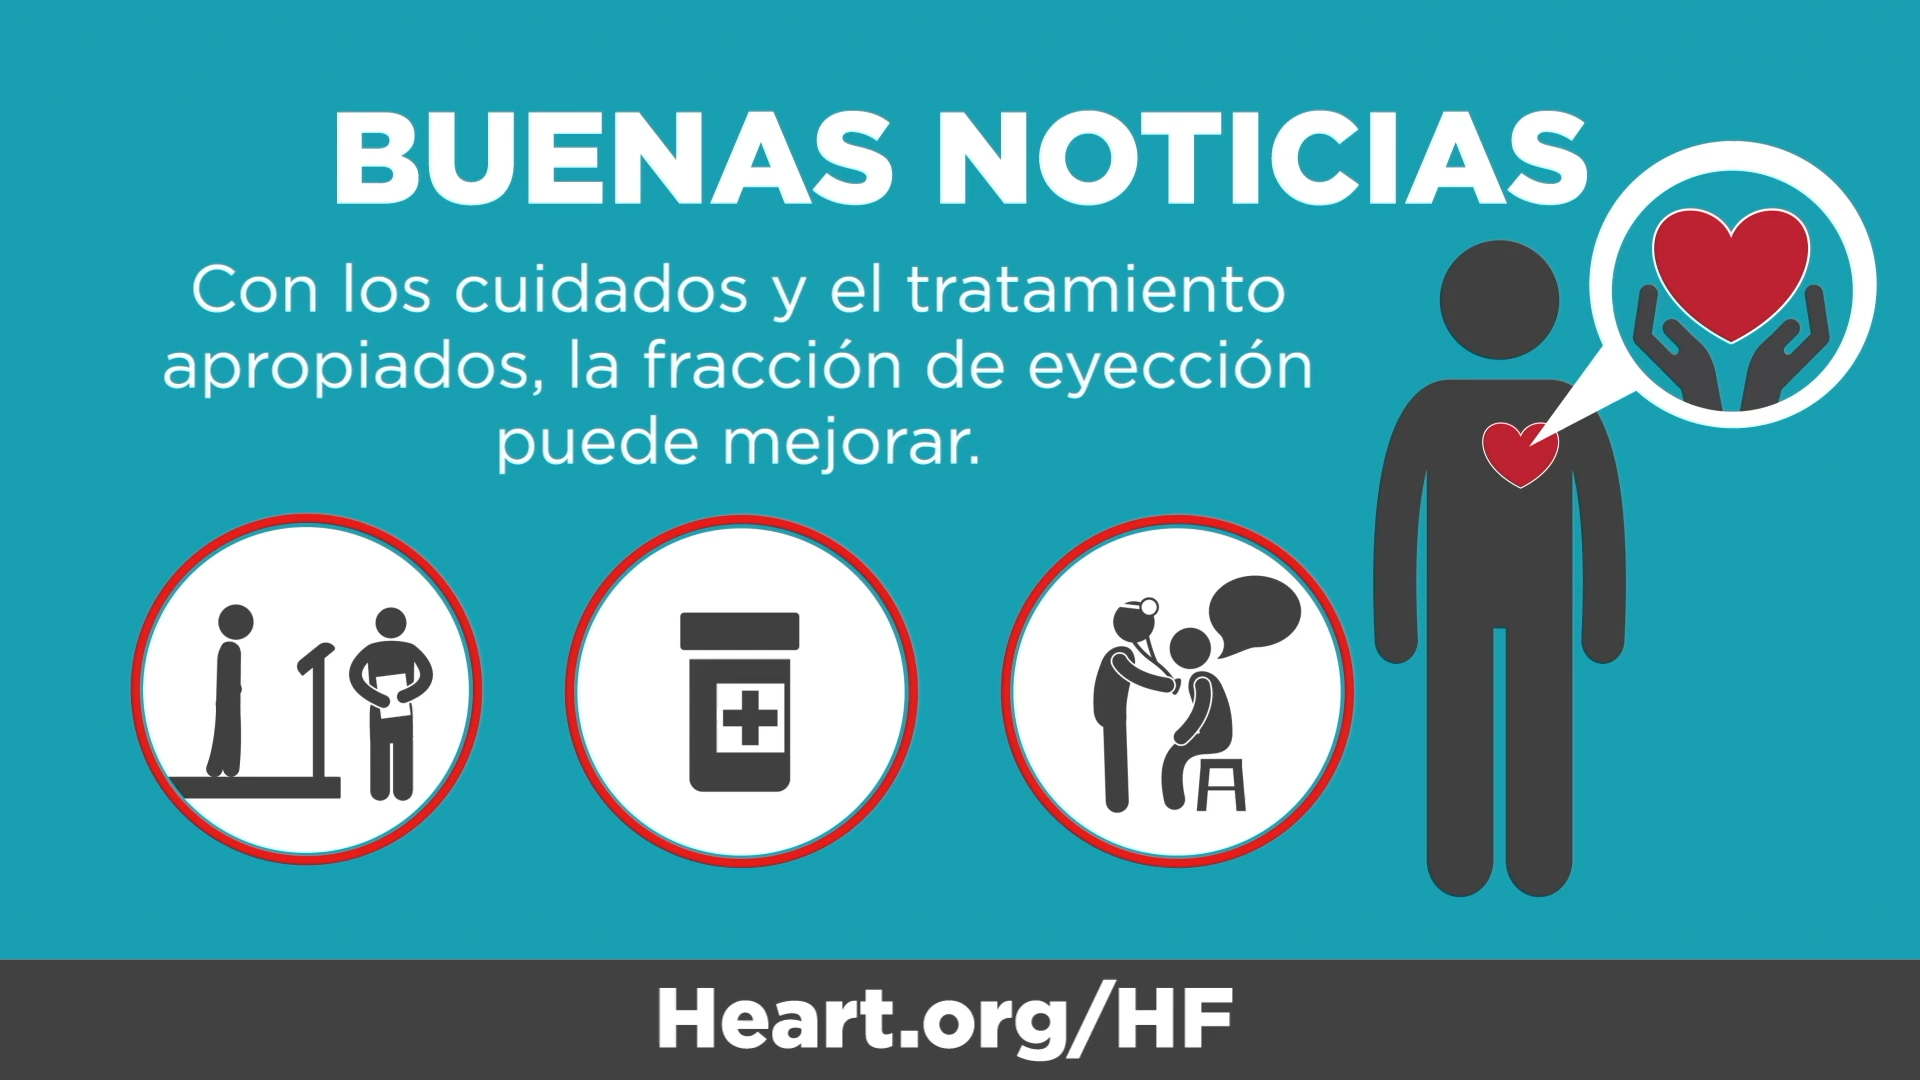 BUENAS NOTICIAS
Con los cuidados y el tratamiento
apropiados, la fracción de eyección
puede mejorar.
Heart.org/HF